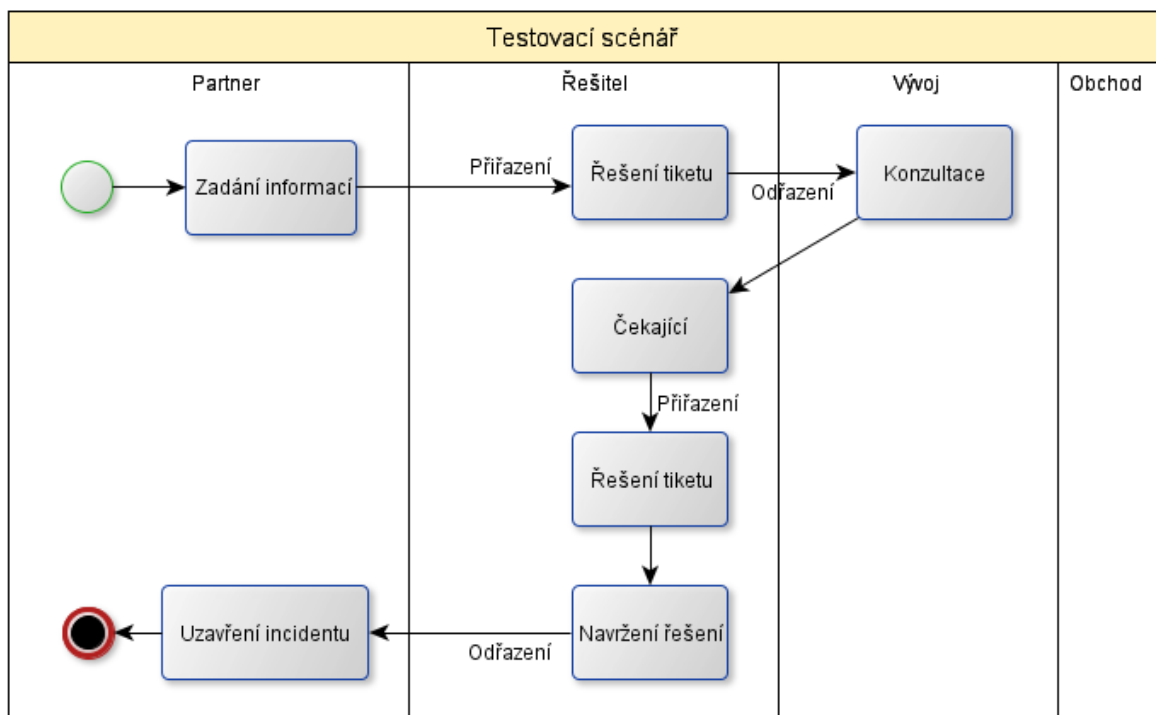 Testovací scénář
Partner
Řešitel
Vývoj
Obchod
Zadání informací
Přiřazení
Řešení tiketu
Odřazení
Konzultace
Čekající
Přiřazení
Řešení tiketu
Uzavření incidentu
Odřazení
Navržení řešení